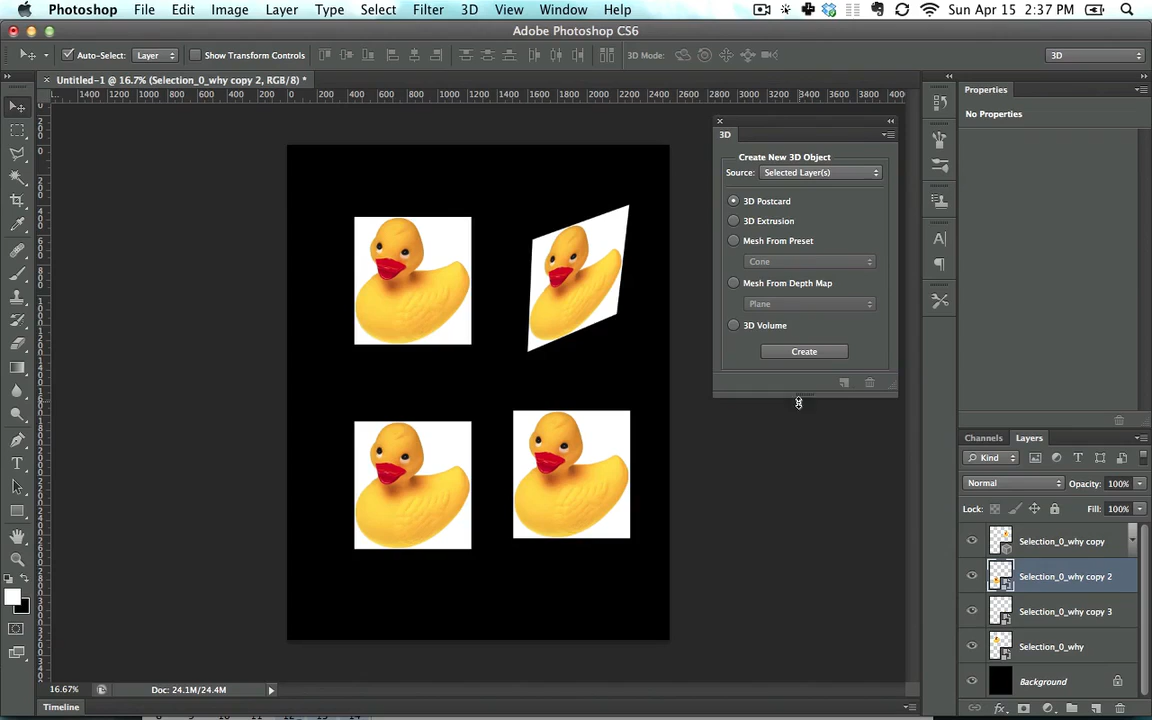 Photoshop File Edit Image Layer Type Select Filter 3D View Window Help Sun Apr 15 2:37 PM
Adobe Photoshop CS6
Auto-Select: Layer Show Transform Controls 3D Mode: 3D
Untitled-1 @ 16.7% (Selection_0_why copy 2, RGB/8) *
1400 1200 1000 800 600 400 200 0 200 400 600 800 1000 1200 1400 1600 1800 2000 2200 2400 2600 2800 3000 3200 3400 3600 3800 4000
Properties
No Properties
3D
Create New 3D Object
Source: Selected Layer(s)
3D Postcard
3D Extrusion
Mesh From Preset
Cone
Mesh From Depth Map
Plane
3D Volume
Create
Channels Layers
Kind
Normal Opacity: 100%
Lock: Fill: 100%
Selection_0_why copy
Selection_0_why copy 2
Selection_0_why copy 3
Selection_0_why
Background
16.67% Doc: 24.1M/24.4M
Timeline